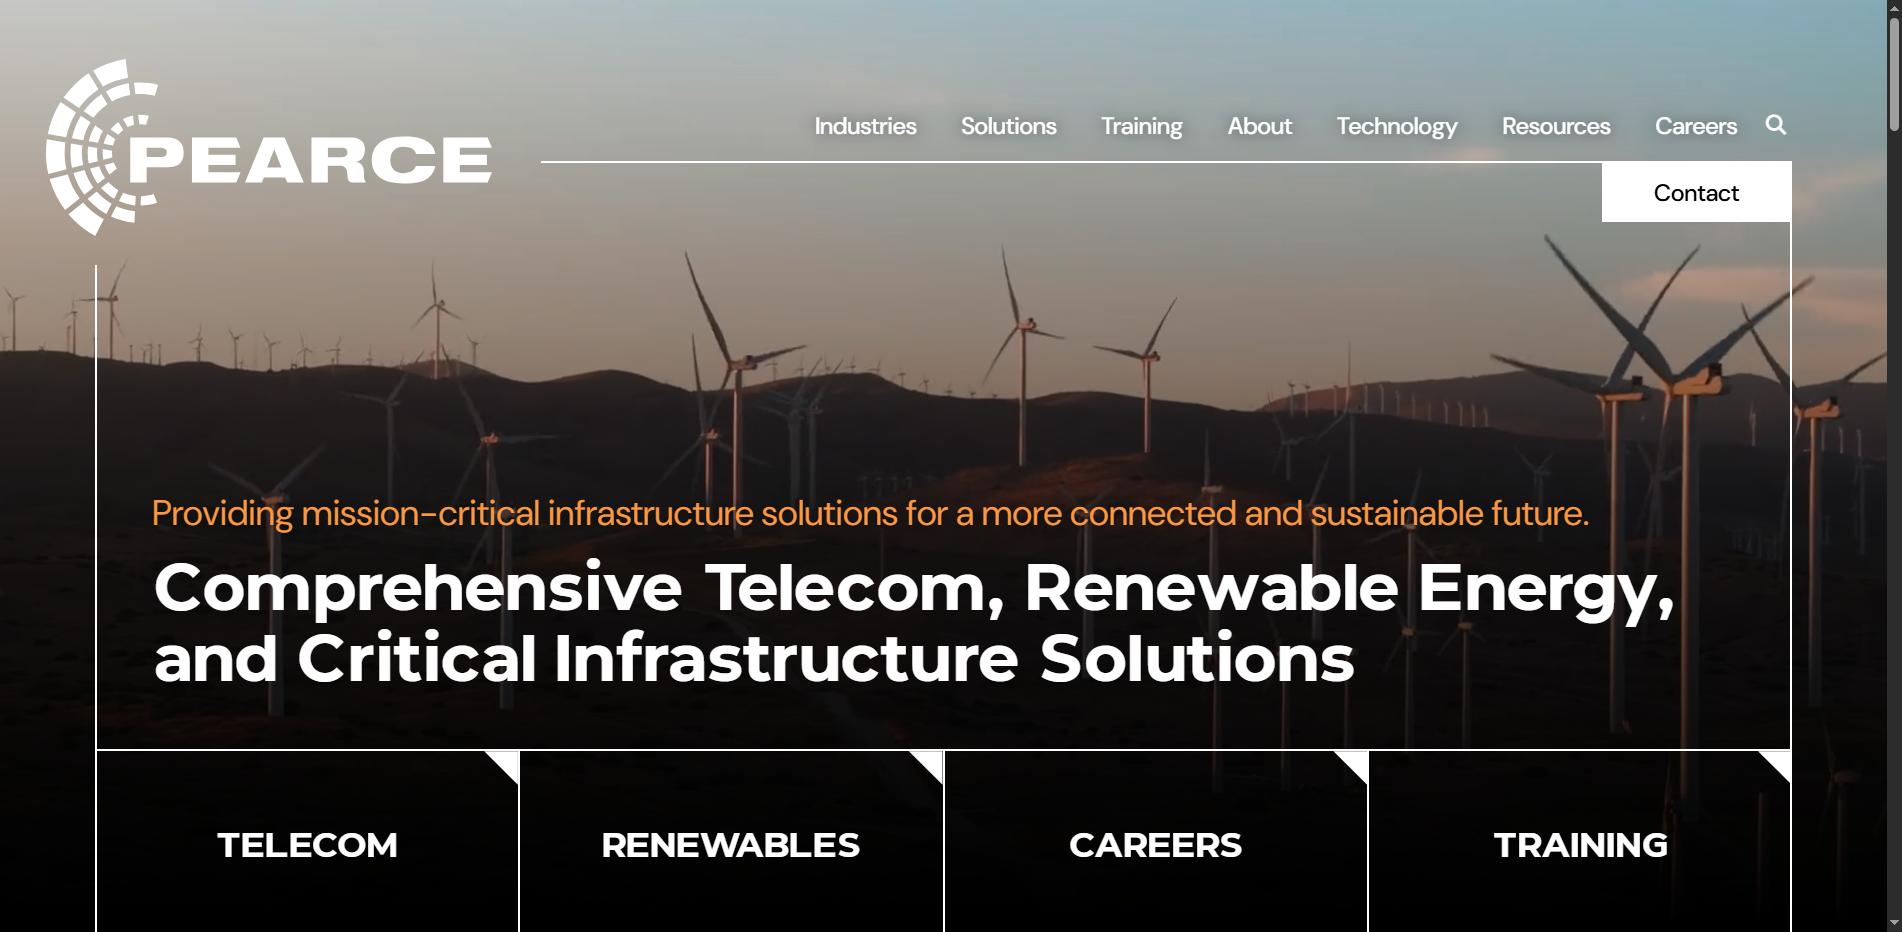 PEARCE
Industries
Solutions
Training
About
Technology
Resources
Careers
Contact
Providing mission-critical infrastructure solutions for a more connected and sustainable future.
Comprehensive Telecom, Renewable Energy,
and Critical Infrastructure Solutions
TELECOM
RENEWABLES
CAREERS
TRAINING